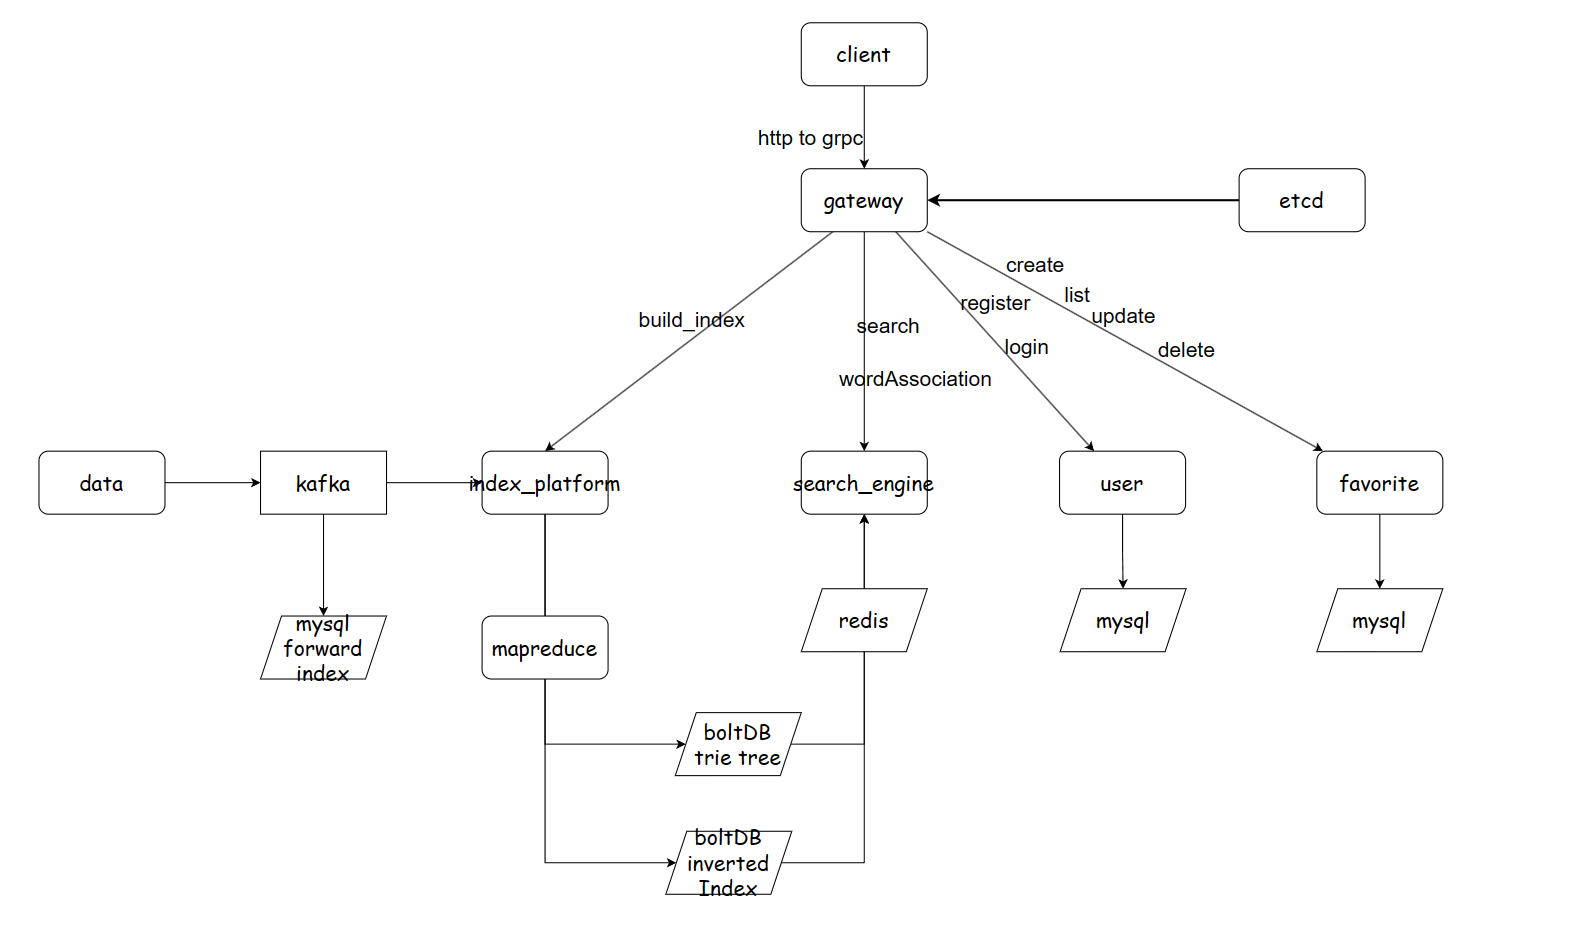 client
http to grpc
gateway
etcd
create
list
register
update
build_index
search
login
delete
wordAssociation
data
kafka
index_platform
search_engine
user
favorite
mysql
forward
index
mapreduce
redis
mysql
mysql
boltDB
trie tree
boltDB
inverted
Index